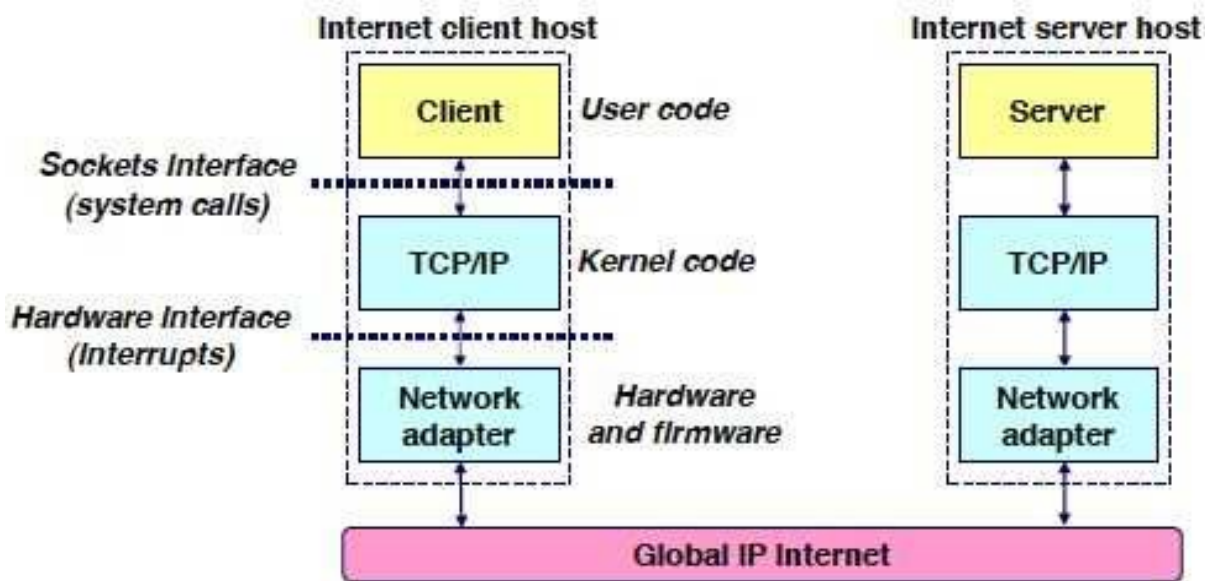 Internet client host
Internet server host
Client
User code
Server
Sockets Interface
(system calls)
TCP/IP
Kernel code
TCP/IP
Hardware Interface
(Interrupts)
Network
adapter
Hardware
and firmware
Network
adapter
Global IP Internet